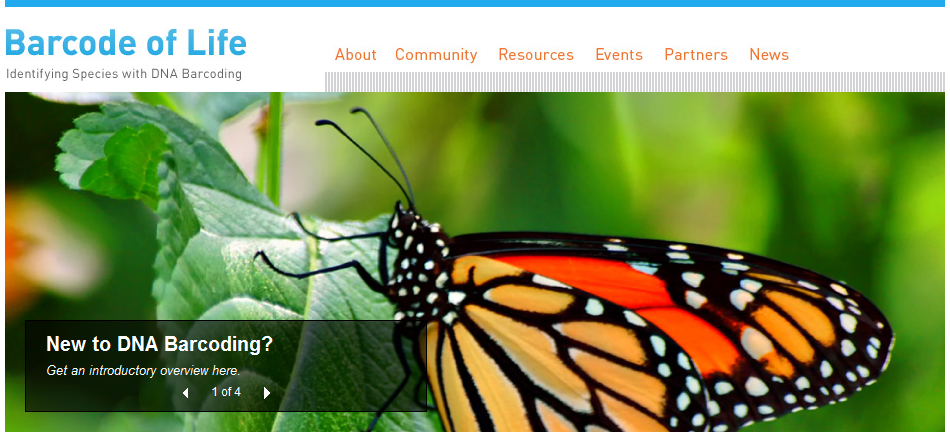 Barcode of Life
Identifying Species with DNA Barcoding
About Community Resources Events Partners News
New to DNA Barcoding?
Get an introductory overview here.
1 of 4